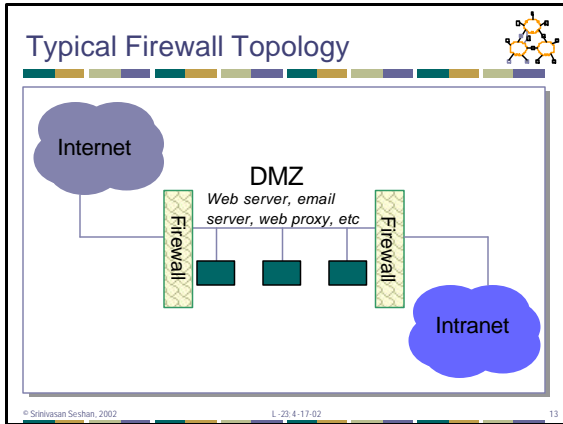 Typical Firewall Topology
Internet
DMZ
Web server, email
server, web proxy, etc
Firewall
Firewall
Intranet
© Srinivasan Seshan, 2002
L -23; 4-17-02
13